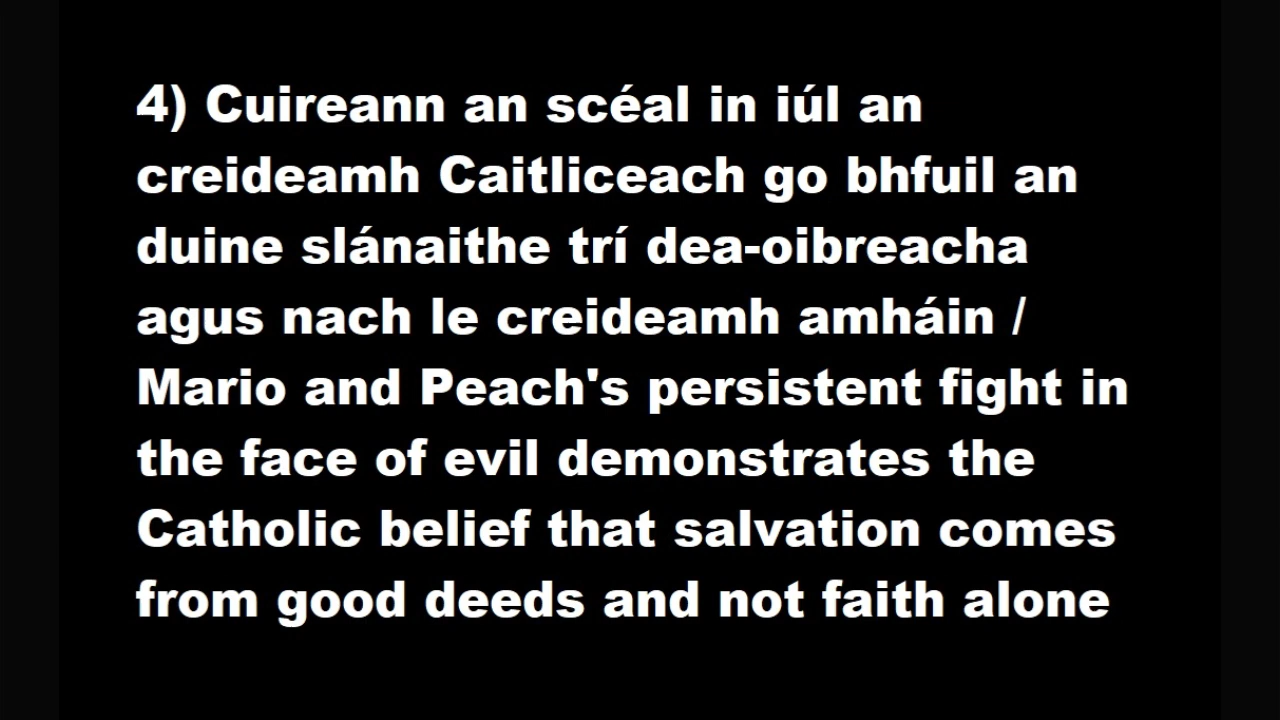 4) Cuireann an scéal in iúl an
creideamh Caitliceach go bhfuil an
duine slánaithe trí dea-oibreacha
agus nach le creideamh amháin /
Mario and Peach's persistent fight in
the face of evil demonstrates the
Catholic belief that salvation comes
from good deeds and not faith alone